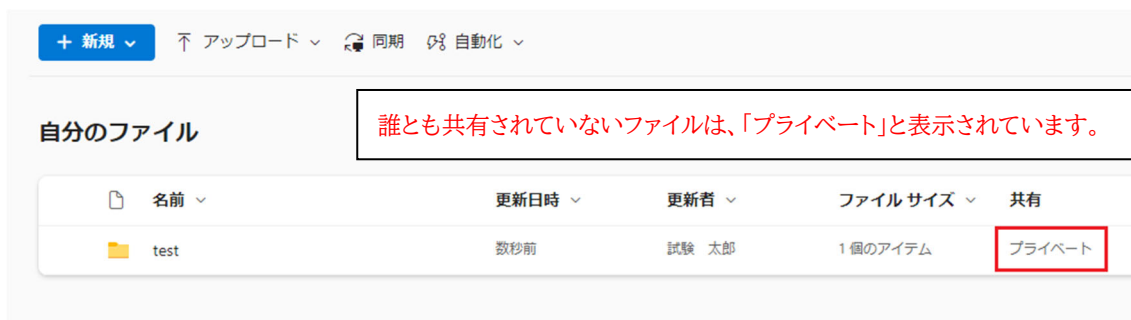 + 新規 アップロード 同期 自動化
自分のファイル
誰とも共有されていないファイルは、「プライベート」と表示されています。
名前 更新日時 更新者 ファイル サイズ 共有
test 数秒前 試験 太郎 1 個のアイテム プライベート